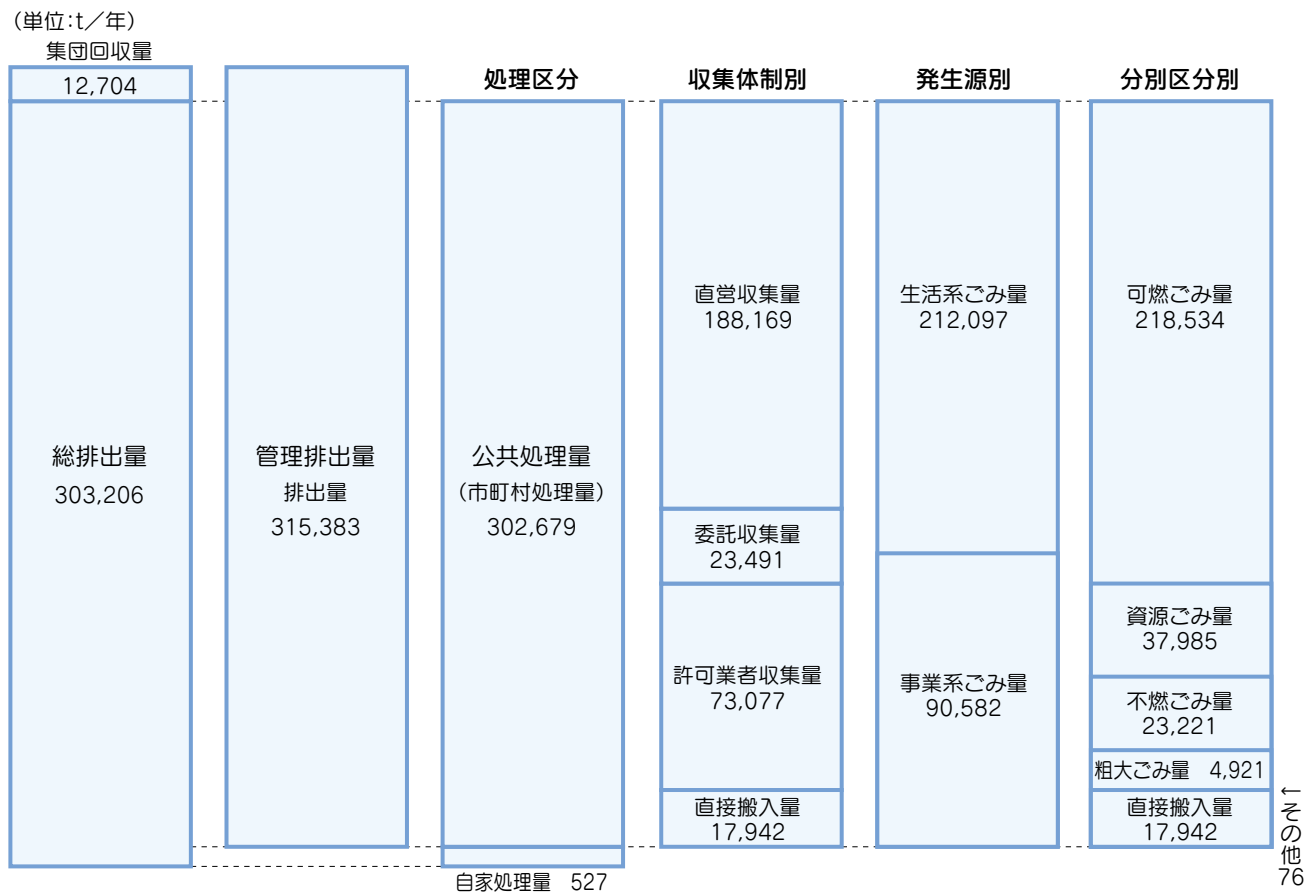 (単位:t／年)
集団回収量
12,704
総排出量
303,206
管理排出量
排出量
315,383
処理区分
公共処理量
(市町村処理量)
302,679
自家処理量 527
収集体制別
直営収集量
188,169
委託収集量
23,491
許可業者収集量
73,077
直接搬入量
17,942
発生源別
生活系ごみ量
212,097
事業系ごみ量
90,582
分別区分別
可燃ごみ量
218,534
資源ごみ量
37,985
不燃ごみ量
23,221
粗大ごみ量 4,921
直接搬入量
17,942
←その他76